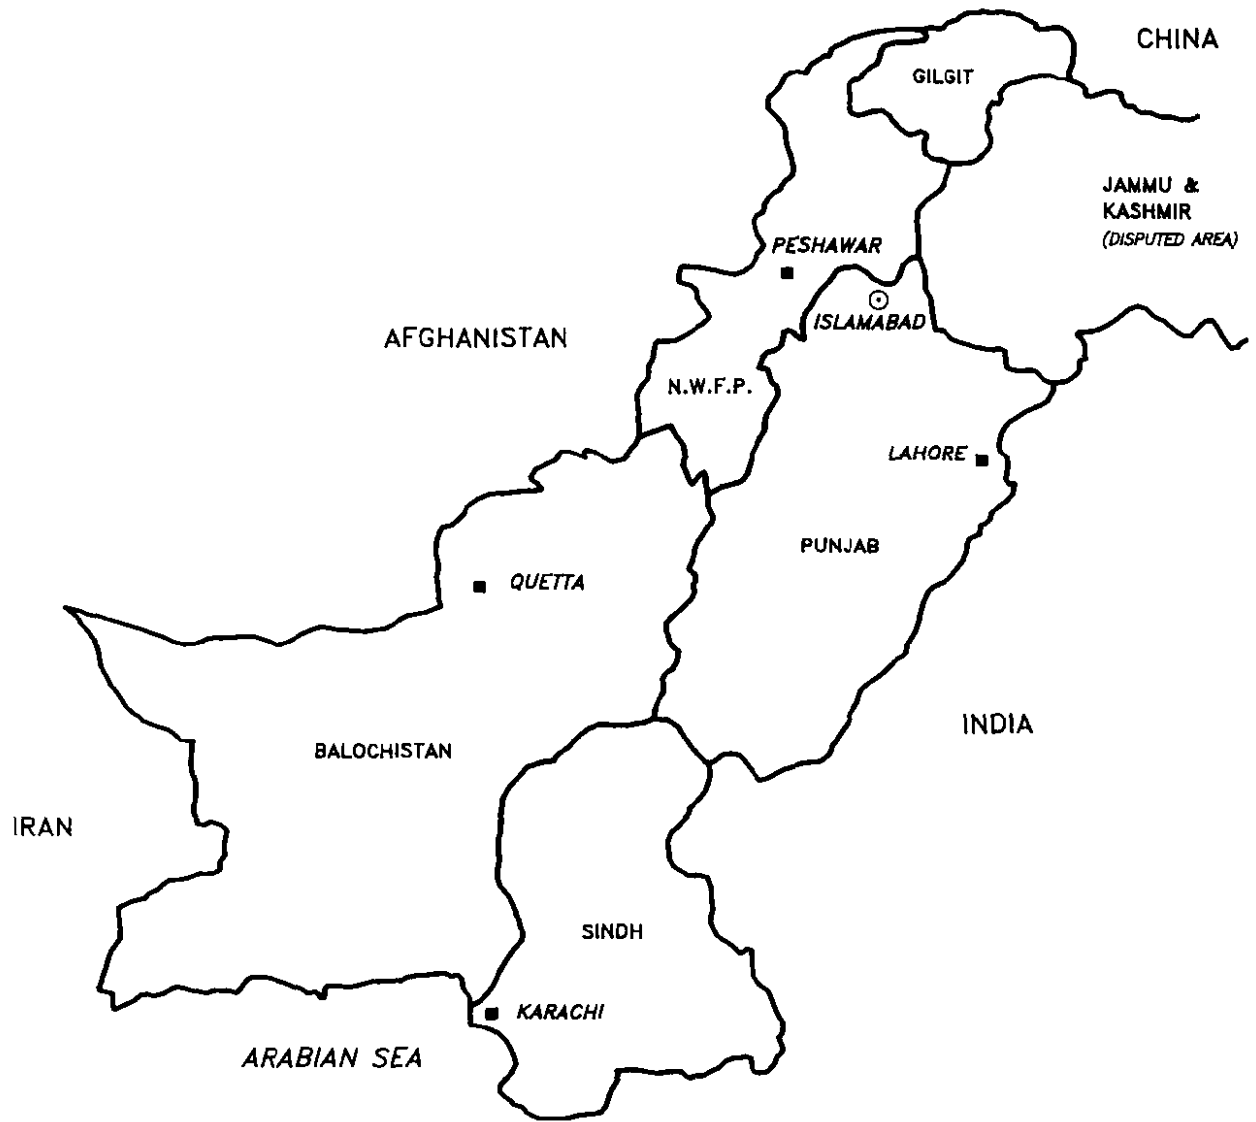 CHINA
GILGIT
JAMMU &
KASHMIR
(DISPUTED AREA)
PESHAWAR
ISLAMABAD
AFGHANISTAN
N.W.F.P.
LAHORE
PUNJAB
QUETTA
INDIA
BALOCHISTAN
IRAN
SINDH
KARACHI
ARABIAN SEA